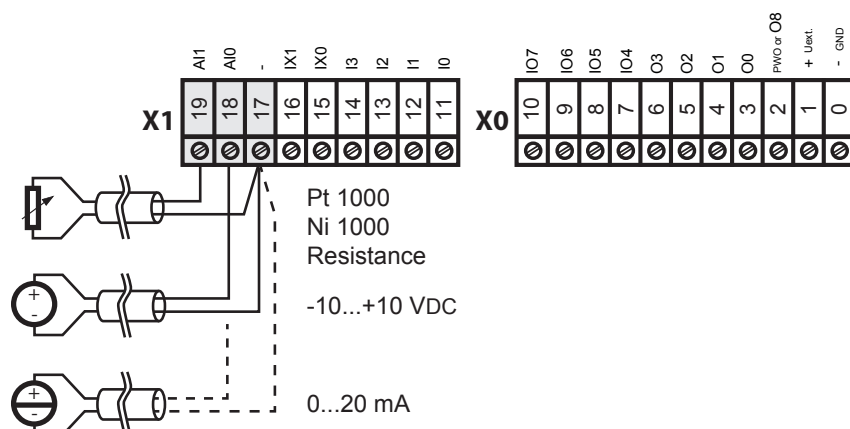 AI1 AI0 - IX1 IX0 I3 I2 I1 I0
X1 19 18 17 16 15 14 13 12 11
IO7 IO6 IO5 IO4 O3 O2 O1 O0 PWO or O8 + Uext. - GND
X0 10 9 8 7 6 5 4 3 2 1 0
Pt 1000
Ni 1000
Resistance
+
-
-10...+10 VDC
+
-
0...20 mA